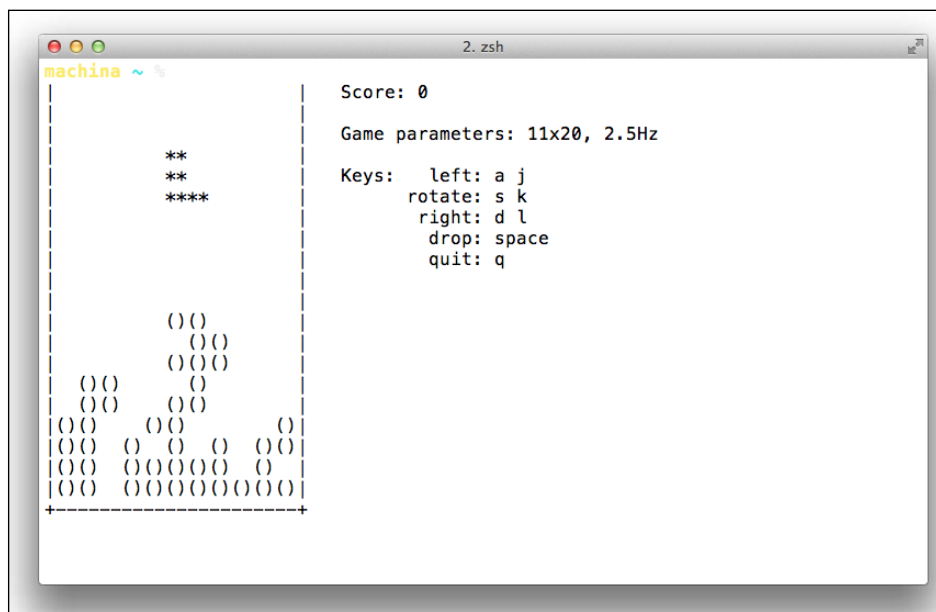 2. zsh
machina ~ %
|                       |   Score: 0
|                       |
|                       |   Game parameters: 11x20, 2.5Hz
|          **           |
|          **           |   Keys:   left: a j
|          ****         |         rotate: s k
|                       |          right: d l
|                       |           drop: space
|                       |           quit: q
|                       |
|                       |
|          ()()         |
|            ()()       |
|          ()()()       |
|  ()()      ()         |
|  ()()    ()()         |
|()()    ()()         ()|
|()()  ()  ()  ()  ()()|
|()()  ()()()()()  ()  |
|()()  ()()()()()()()()|
+----------------------+